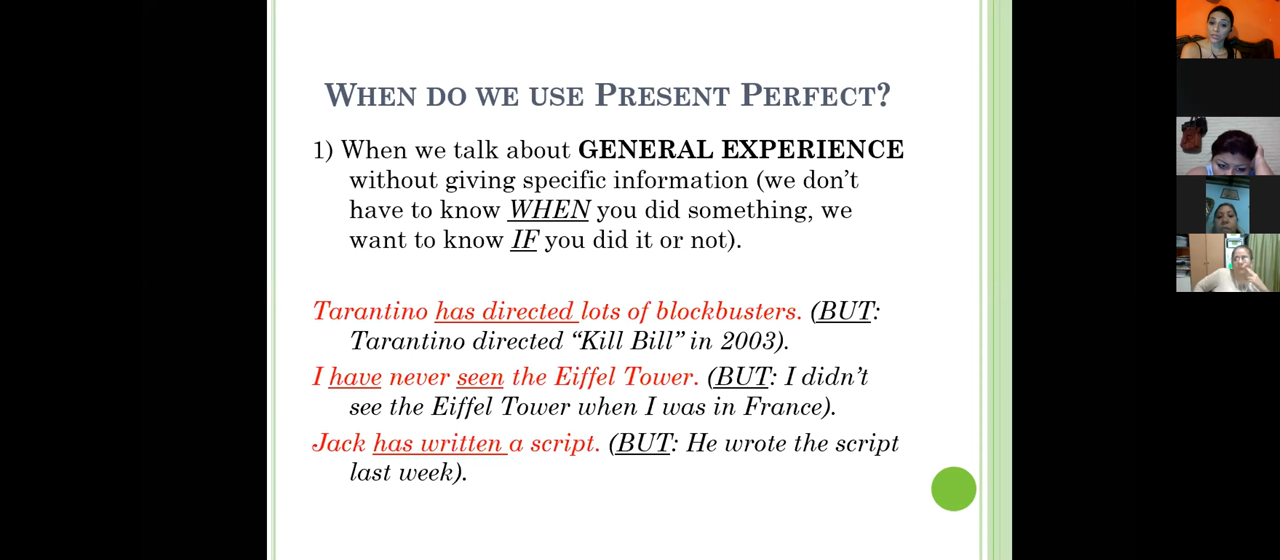 WHEN DO WE USE PRESENT PERFECT?
1) When we talk about GENERAL EXPERIENCE
without giving specific information (we don't
have to know WHEN you did something, we
want to know IF you did it or not).
Tarantino has directed lots of blockbusters. (BUT:
Tarantino directed “Kill Bill” in 2003).
I have never seen the Eiffel Tower. (BUT: I didn't
see the Eiffel Tower when I was in France).
Jack has written a script. (BUT: He wrote the script
last week).